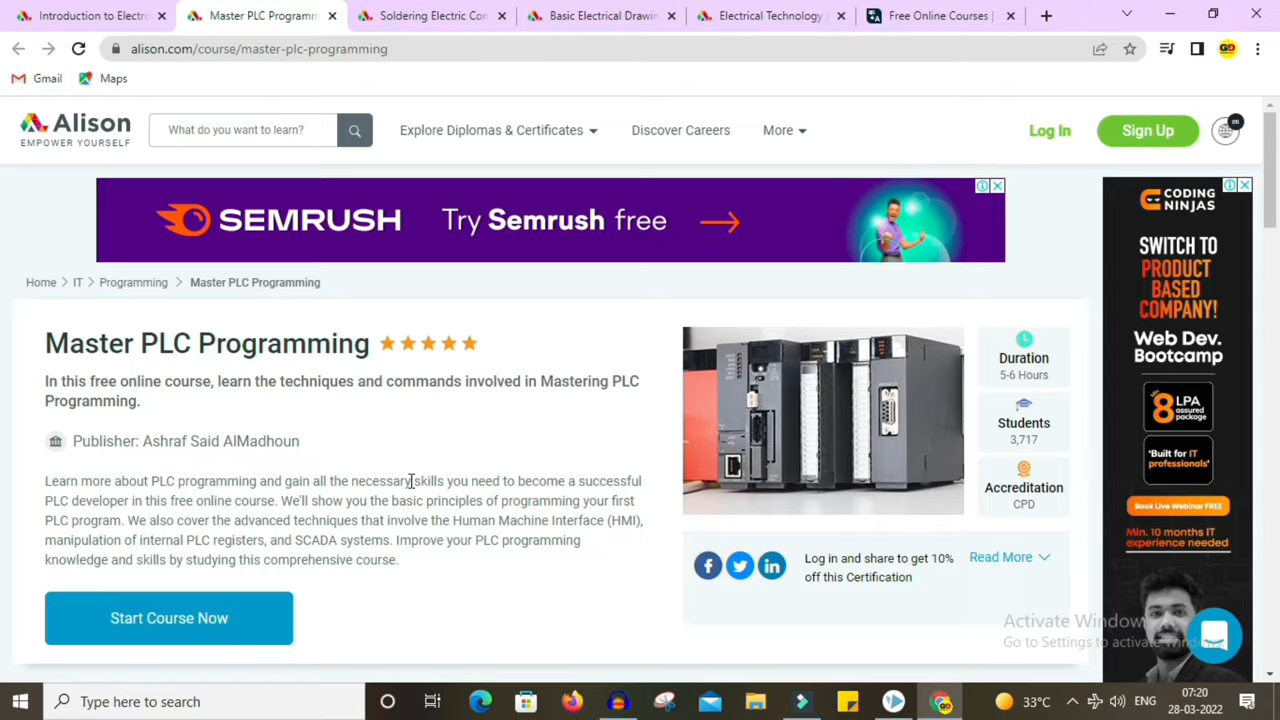 Introduction to Electro
Master PLC Programm
Soldering Electric Con
Basic Electrical Drawin
Electrical Technology
Free Online Courses |
alison.com/course/master-plc-programming
Gmail
Maps
Alison
EMPOWER YOURSELF
What do you want to learn?
Explore Diplomas & Certificates
Discover Careers
More
Log In
Sign Up
en
SEMRUSH
Try Semrush free
CODING
NINJAS
SWITCH TO
PRODUCT
BASED
COMPANY!
Web Dev.
Bootcamp
Min
8 LPA
assured
package*
'Built for IT
professionals'
Book Live Webinar FREE
Min. 10 months IT
experience needed
Home
IT
Programming
Master PLC Programming
Master PLC Programming
In this free online course, learn the techniques and commands involved in Mastering PLC
Programming.
Publisher: Ashraf Said AlMadhoun
Learn more about PLC programming and gain all the necessary skills you need to become a successful
PLC developer in this free online course. We'll show you the basic principles of programming your first
PLC program. We also cover the advanced techniques that involve the Human Machine Interface (HMI),
manipulation of internal PLC registers, and SCADA systems. Improve your PLC programming
knowledge and skills by studying this comprehensive course.
Start Course Now
Duration
5-6 Hours
Students
3,717
Accreditation
CPD
Log in and share to get 10%
off this Certification
Read More
Activate Window
Go to Settings to activate Windows.
Type here to search
33°C
ENG
07:20
28-03-2022